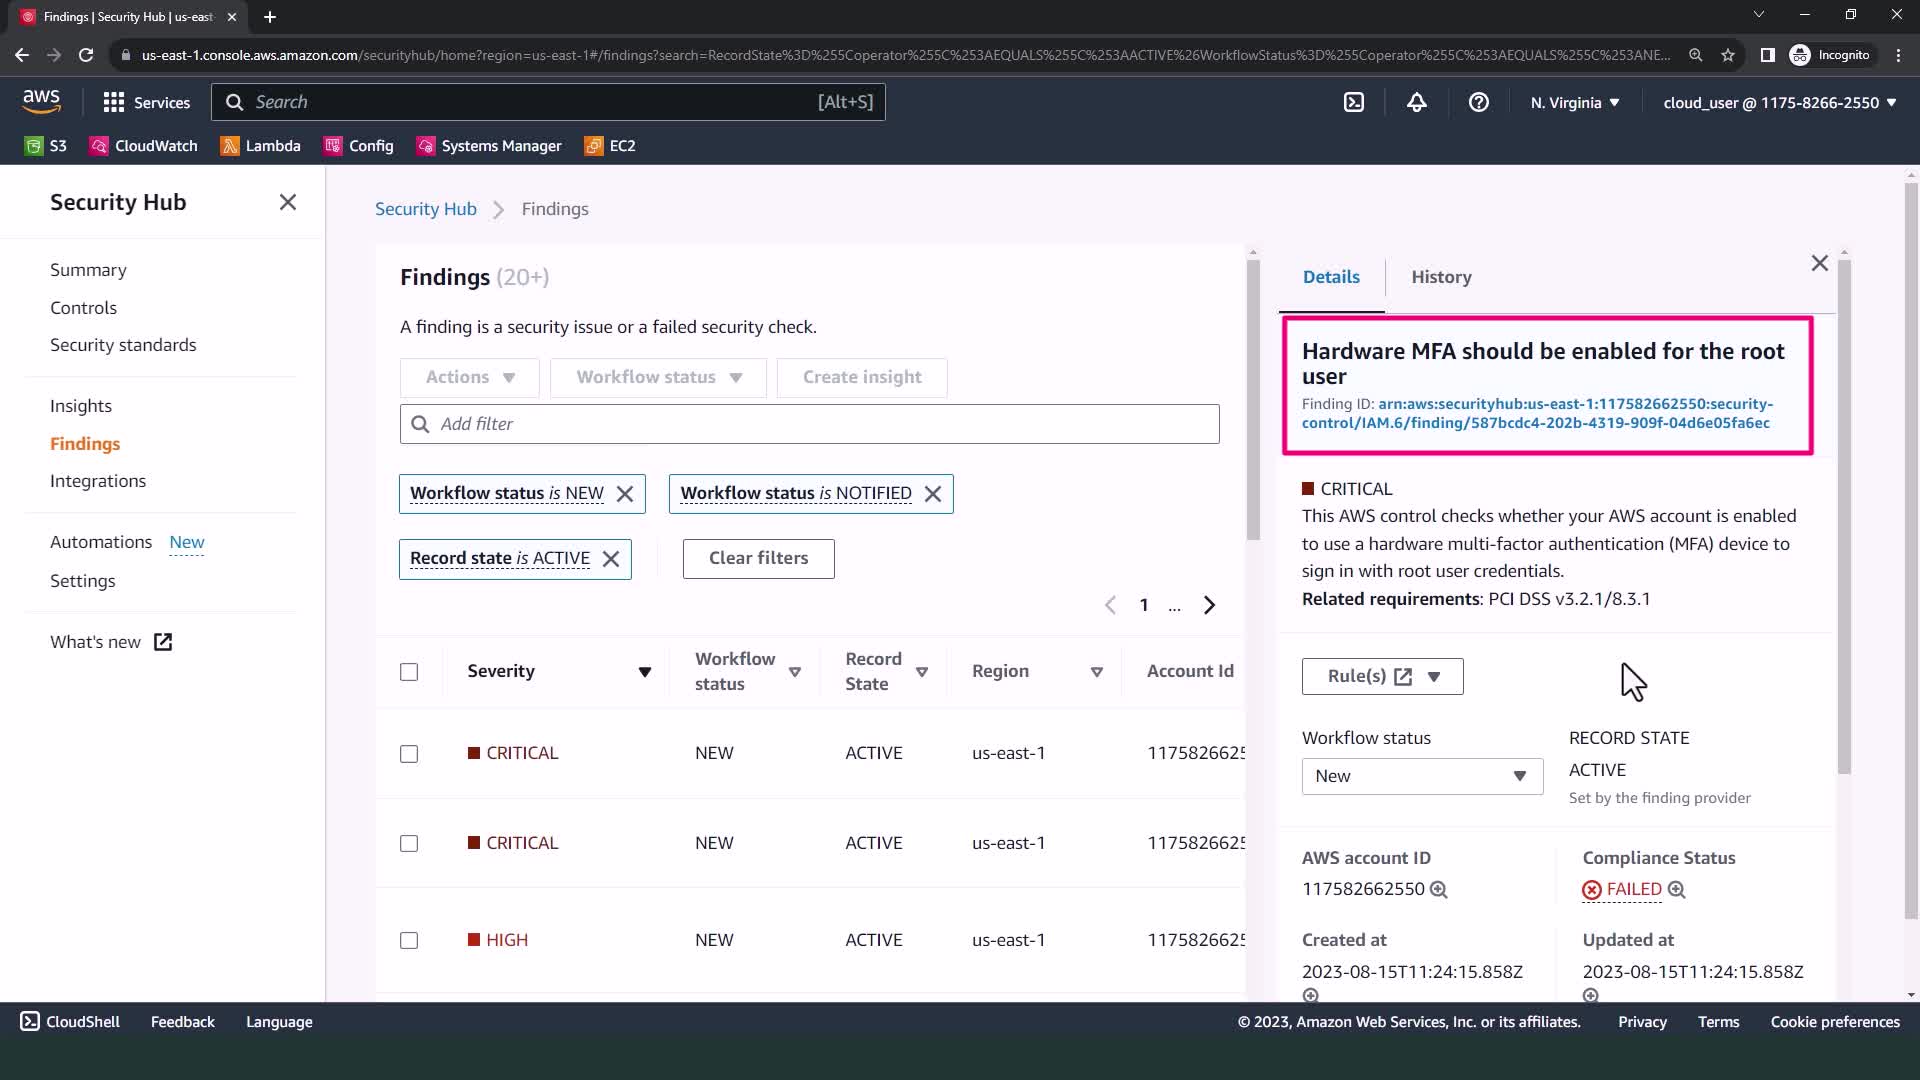 Findings | Security Hub | us-east-
us-east-1.console.aws.amazon.com/securityhub/home?region=us-east-1#/findings?search=RecordState%3D%255Coperator%255C%253AEQUALS%255C%253AACTIVE%26WorkflowStatus%3D%255Coperator%255C%253AEQUALS%255C%253ANE...
Incognito
aws
Services
Search
[Alt+S]
N. Virginia
cloud_user @ 1175-8266-2550
S3
CloudWatch
Lambda
Config
Systems Manager
EC2
Security Hub
Summary
Controls
Security standards
Insights
Findings
Integrations
Automations New
Settings
What's new
Security Hub
Findings
Findings (20+)
A finding is a security issue or a failed security check.
Actions
Workflow status
Create insight
Add filter
Workflow status is NEW
Workflow status is NOTIFIED
Record state is ACTIVE
Clear filters
1 ...
Severity
Workflow status
Record State
Region
Account Id
CRITICAL NEW ACTIVE us-east-1 1175826625
CRITICAL NEW ACTIVE us-east-1 1175826625
HIGH NEW ACTIVE us-east-1 1175826625
Details
History
Hardware MFA should be enabled for the root
user
Finding ID: arn:aws:securityhub:us-east-1:117582662550:security-
control/IAM.6/finding/587bcdc4-202b-4319-909f-04d6e05fa6ec
CRITICAL
This AWS control checks whether your AWS account is enabled
to use a hardware multi-factor authentication (MFA) device to
sign in with root user credentials.
Related requirements: PCI DSS v3.2.1/8.3.1
Rule(s)
Workflow status
New
RECORD STATE
ACTIVE
Set by the finding provider
AWS account ID
117582662550
Compliance Status
FAILED
Created at
2023-08-15T11:24:15.858Z
Updated at
2023-08-15T11:24:15.858Z
CloudShell
Feedback
Language
© 2023, Amazon Web Services, Inc. or its affiliates.
Privacy
Terms
Cookie preferences